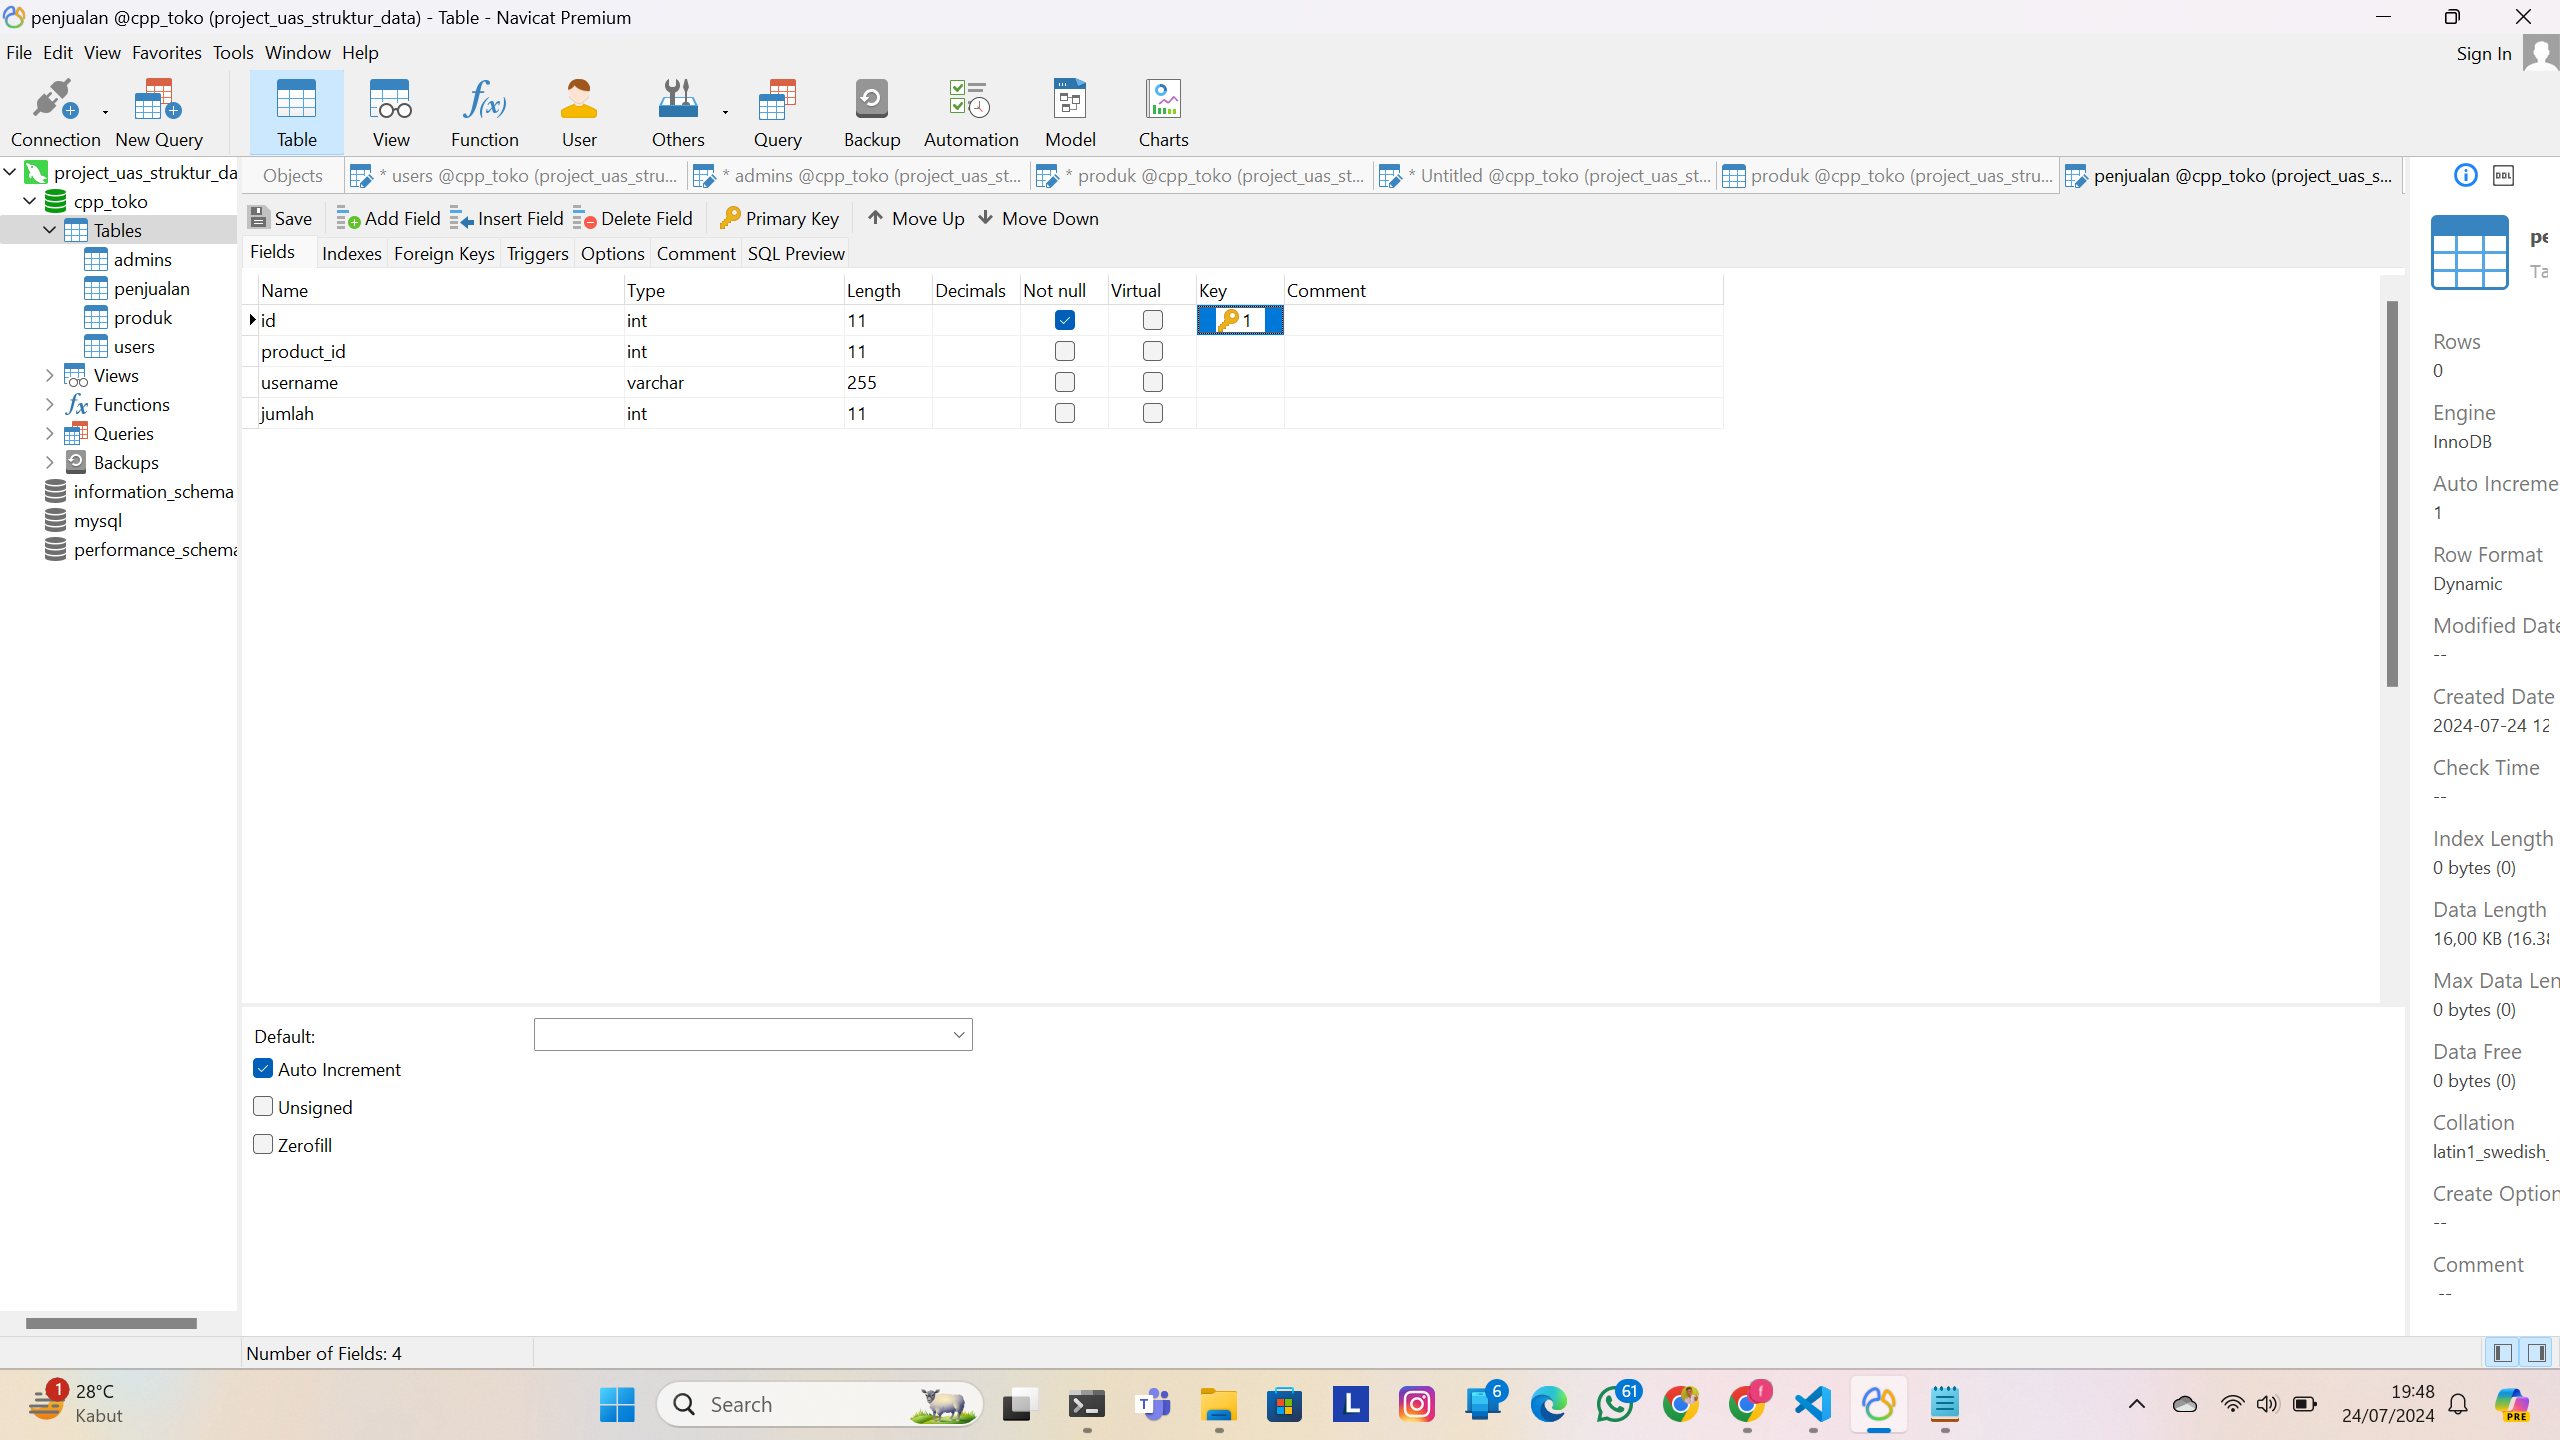 penjualan @cpp_toko (project_uas_struktur_data) - Table - Navicat Premium
File Edit View Favorites Tools Window Help
Sign In
Connection New Query Table View Function User Others Query Backup Automation Model Charts
project_uas_struktur_da
cpp_toko
Tables
admins
penjualan
produk
users
Views
Functions
Queries
Backups
information_schema
mysql
performance_schema
Objects * users @cpp_toko (project_uas_stru... * admins @cpp_toko (project_uas_st... * produk @cpp_toko (project_uas_st... * Untitled @cpp_toko (project_uas_st... produk @cpp_toko (project_uas_stru... penjualan @cpp_toko (project_uas_s...
Save Add Field Insert Field Delete Field Primary Key Move Up Move Down
Fields Indexes Foreign Keys Triggers Options Comment SQL Preview
Name Type Length Decimals Not null Virtual Key Comment
id int 11 1
product_id int 11
username varchar 255
jumlah int 11
Default:
Auto Increment
Unsigned
Zerofill
Number of Fields: 4
DDL
pe
Ta
Rows
0
Engine
InnoDB
Auto Increme
1
Row Format
Dynamic
Modified Date
--
Created Date
2024-07-24 12
Check Time
--
Index Length
0 bytes (0)
Data Length
16,00 KB (16.38
Max Data Len
0 bytes (0)
Data Free
0 bytes (0)
Collation
latin1_swedish_
Create Option
--
Comment
--
1
28°C
Kabut
Search
6
61
f
L
19:48
24/07/2024
PRE